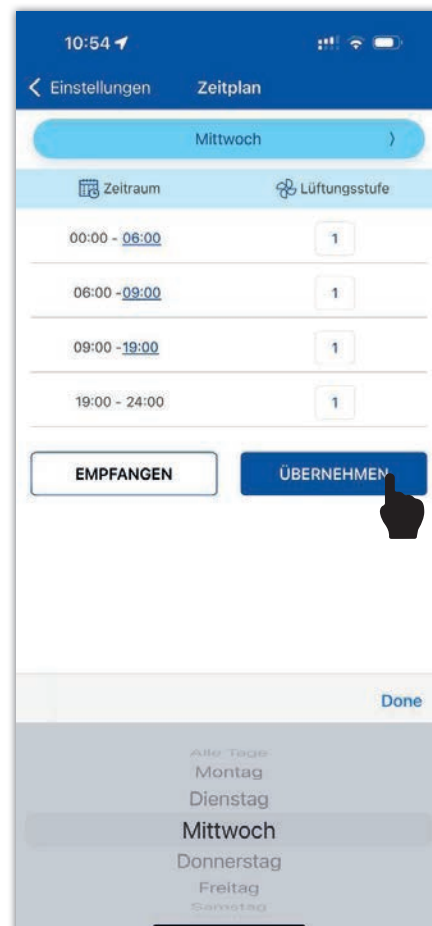 10:54
Einstellungen Zeitplan
Mittwoch
Zeitraum Lüftungsstufe
00:00 - 06:00 1
06:00 -09:00 1
09:00 -19:00 1
19:00 - 24:00 1
EMPFANGEN ÜBERNEHMEN
Done
Alle Tage
Montag
Dienstag
Mittwoch
Donnerstag
Freitag
Samstag